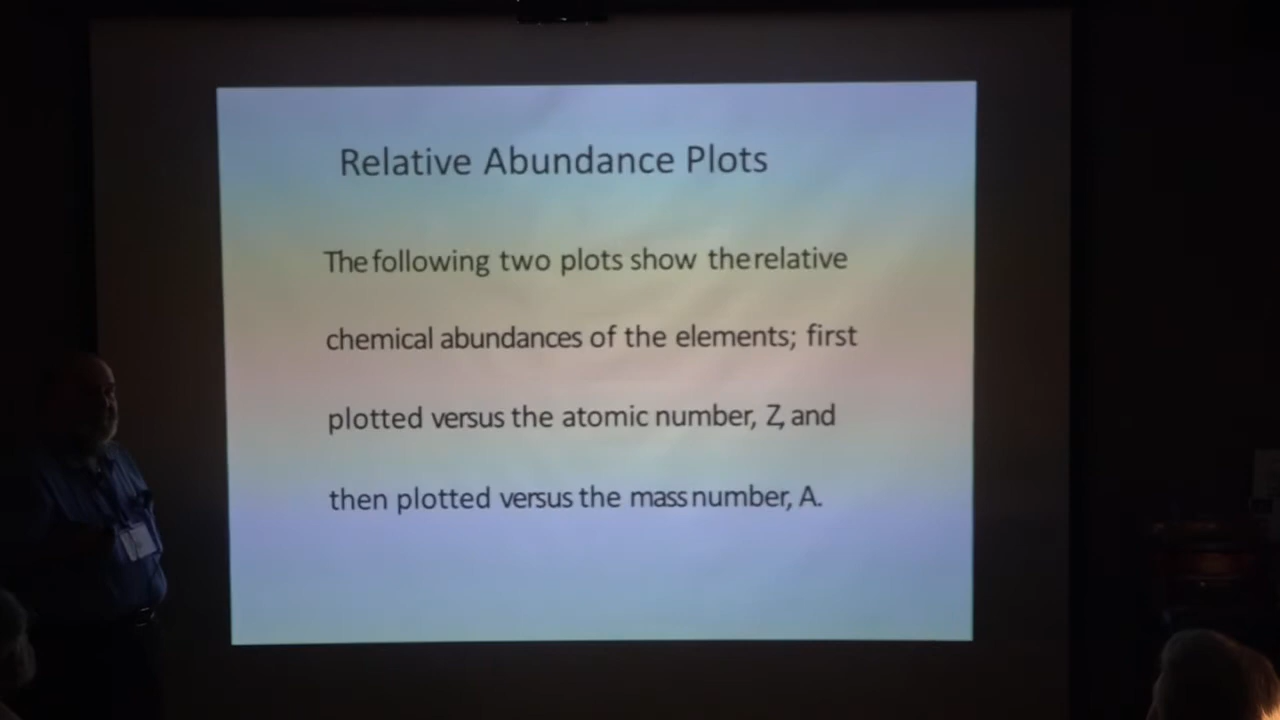 Relative Abundance Plots
The following two plots show the relative
chemical abundances of the elements; first
plotted versus the atomic number, Z, and
then plotted versus the mass number, A.